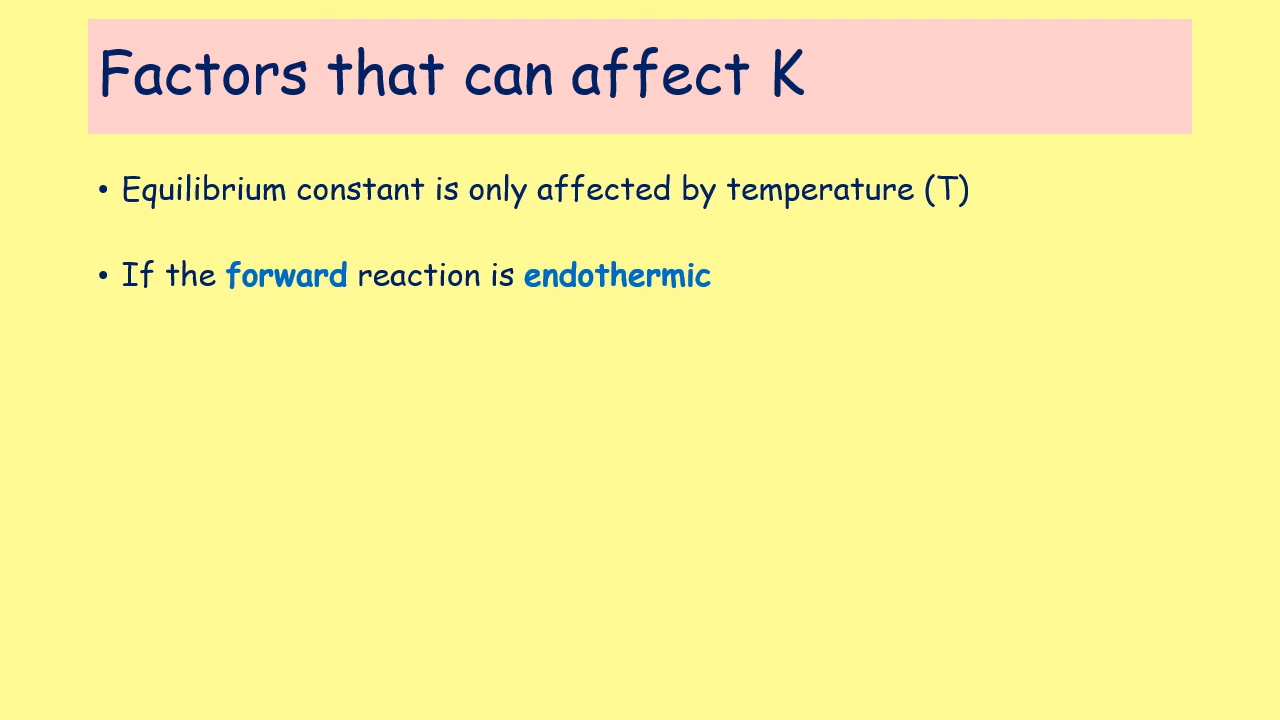 Factors that can affect K
• Equilibrium constant is only affected by temperature (T)
• If the forward reaction is endothermic